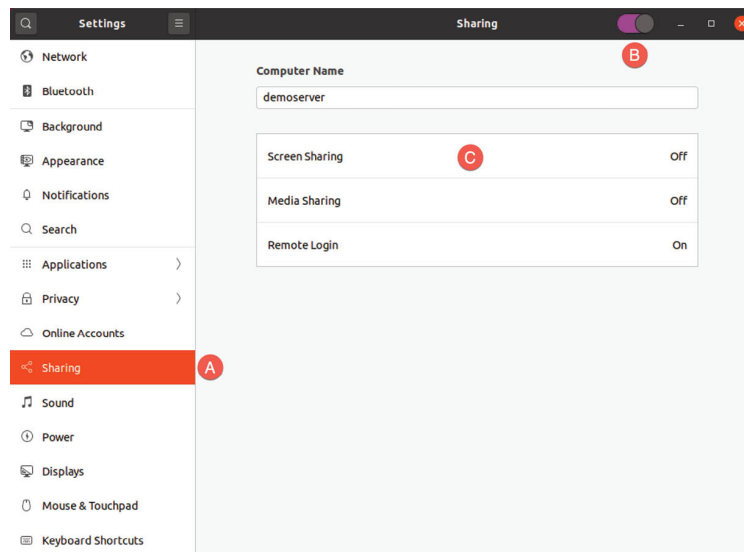 Settings
Sharing
B
Network
Bluetooth
Background
Appearance
Notifications
Search
Applications
Privacy
Online Accounts
Sharing
A
Sound
Power
Displays
Mouse & Touchpad
Keyboard Shortcuts
Computer Name
demoserver
Screen Sharing C Off
Media Sharing Off
Remote Login On